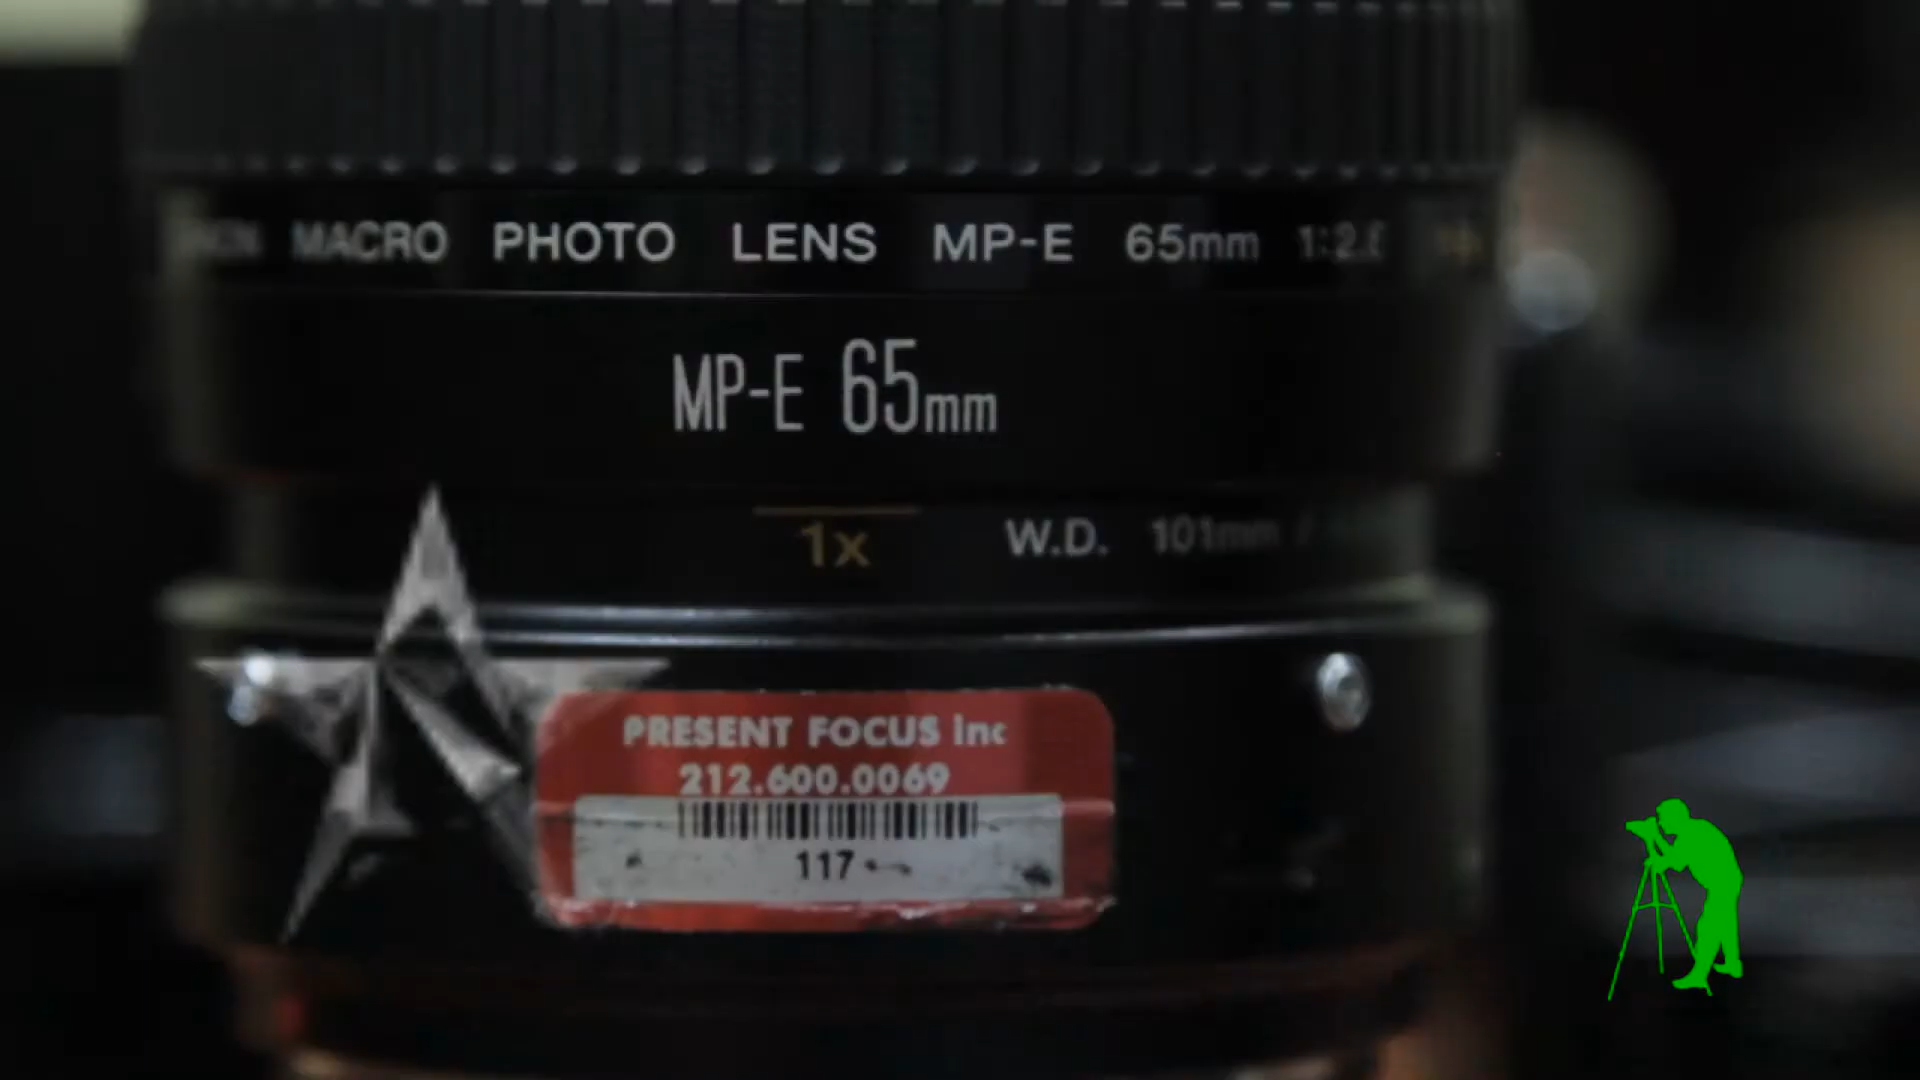 MACRO PHOTO LENS MP-E 65mm
MP-E 65mm
1x W.D. 101mm
PRESENT FOCUS Inc
212.600.0069
117